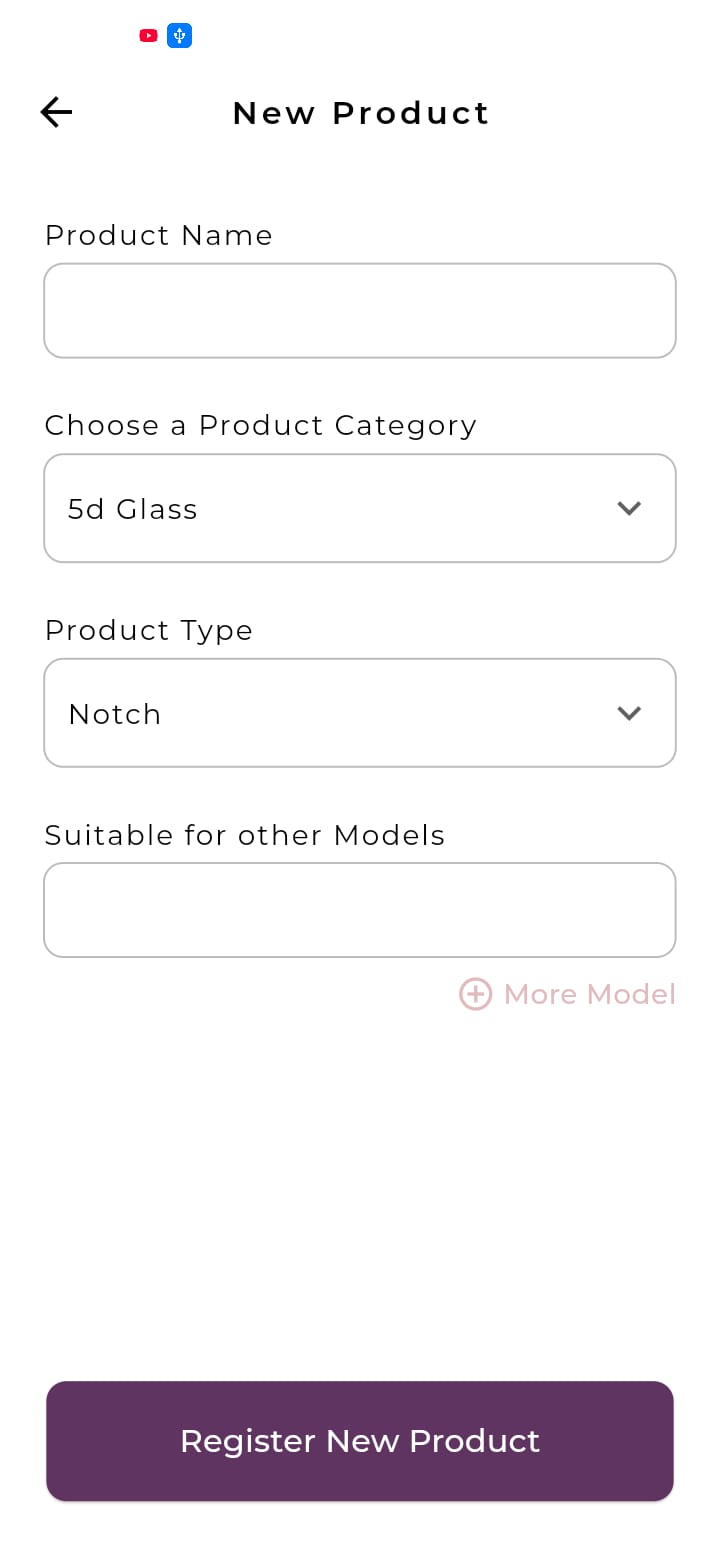 New Product
Product Name
Choose a Product Category
5d Glass
Product Type
Notch
Suitable for other Models
More Model
Register New Product